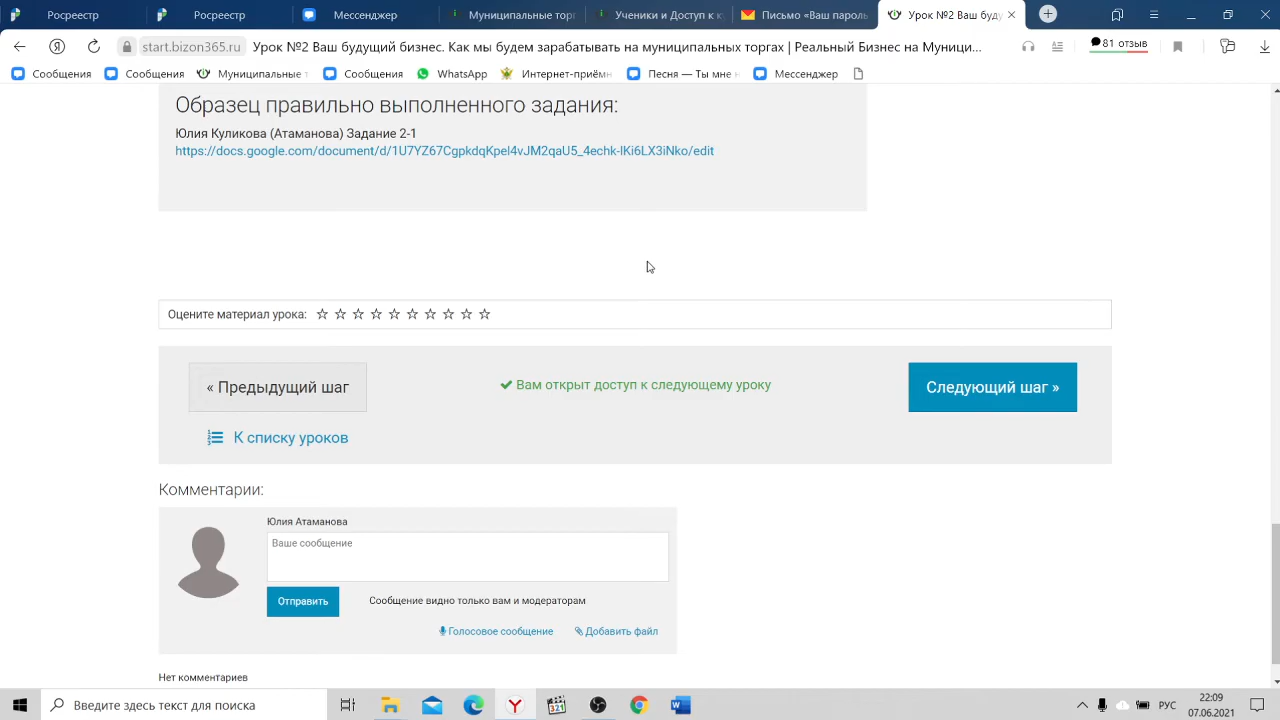 Росреестр
Росреестр
Мессенджер
Муниципальные торг
Ученики и Доступ к к
Письмо «Ваш пароль
Урок №2 Ваш буду
start.bizon365.ru
Урок №2 Ваш будущий бизнес. Как мы будем зарабатывать на муниципальных торгах | Реальный Бизнес на Муници...
81 отзыв
Сообщения
Сообщения
Муниципальные т
Сообщения
WhatsApp
Интернет-приёмн
Песня — Ты мне н
Мессенджер
Образец правильно выполненного задания:
Юлия Куликова (Атаманова) Задание 2-1
https://docs.google.com/document/d/1U7YZ67CgpkdqKpel4vJM2qaU5_4echk-lKi6LX3iNko/edit
Оцените материал урока:
« Предыдущий шаг
Вам открыт доступ к следующему уроку
Следующий шаг »
К списку уроков
Комментарии:
Юлия Атаманова
Ваше сообщение
Отправить
Сообщение видно только вам и модераторам
Голосовое сообщение
Добавить файл
Нет комментариев
Введите здесь текст для поиска
321
РУС
22:09
07.06.2021